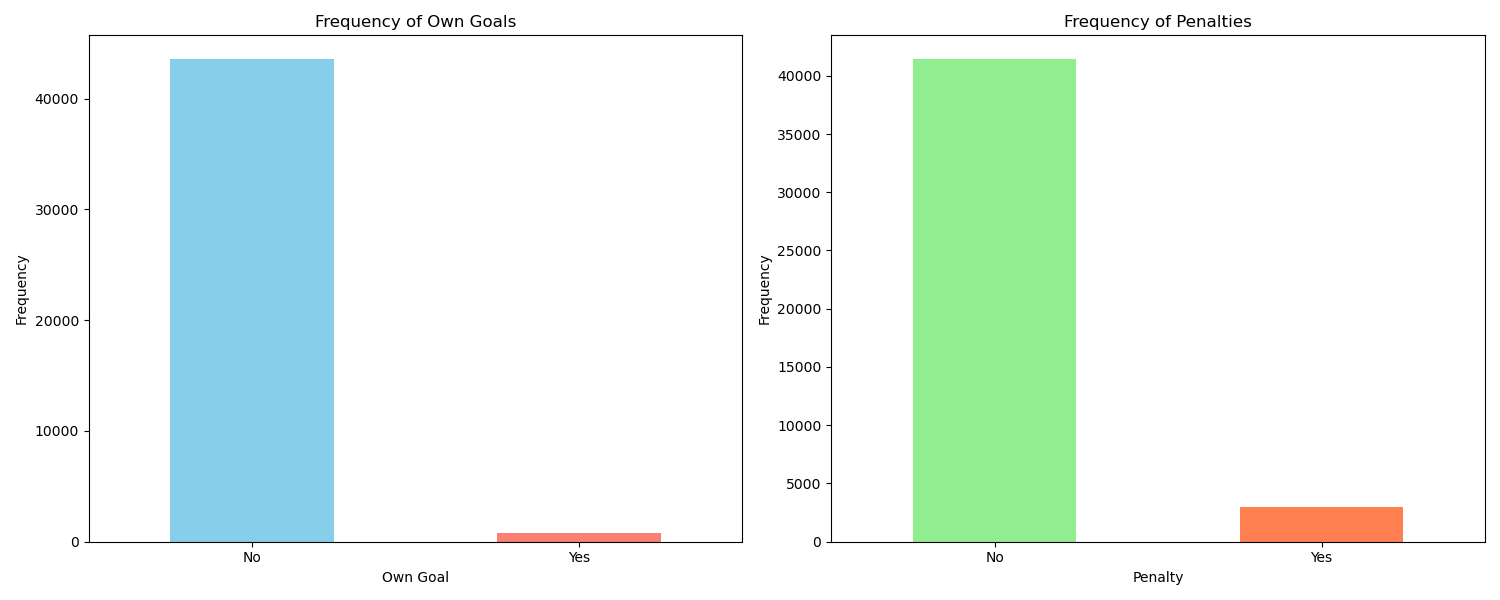 Frequency of Own Goals
Frequency
40000
30000
20000
10000
0
No
Yes
Own Goal
Frequency of Penalties
Frequency
40000
35000
30000
25000
20000
15000
10000
5000
0
No
Yes
Penalty